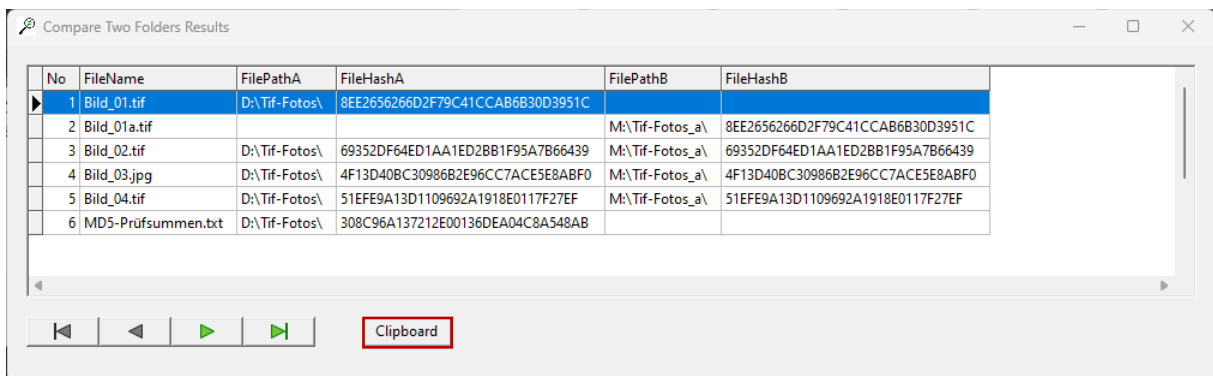 Compare Two Folders Results
No FileName FilePathA FileHashA FilePathB FileHashB
1 Bild_01.tif D:\Tif-Fotos\ 8EE2656266D2F79C41CCAB6B30D3951C
2 Bild_01a.tif M:\Tif-Fotos_a\ 8EE2656266D2F79C41CCAB6B30D3951C
3 Bild_02.tif D:\Tif-Fotos\ 69352DF64ED1AA1ED2BB1F95A7B66439 M:\Tif-Fotos_a\ 69352DF64ED1AA1ED2BB1F95A7B66439
4 Bild_03.jpg D:\Tif-Fotos\ 4F13D40BC30986B2E96CC7ACE5E8ABF0 M:\Tif-Fotos_a\ 4F13D40BC30986B2E96CC7ACE5E8ABF0
5 Bild_04.tif D:\Tif-Fotos\ 51EFE9A13D1109692A1918E0117F27EF M:\Tif-Fotos_a\ 51EFE9A13D1109692A1918E0117F27EF
6 MD5-Prüfsummen.txt D:\Tif-Fotos\ 308C96A137212E00136DEA04C8A548AB
Clipboard